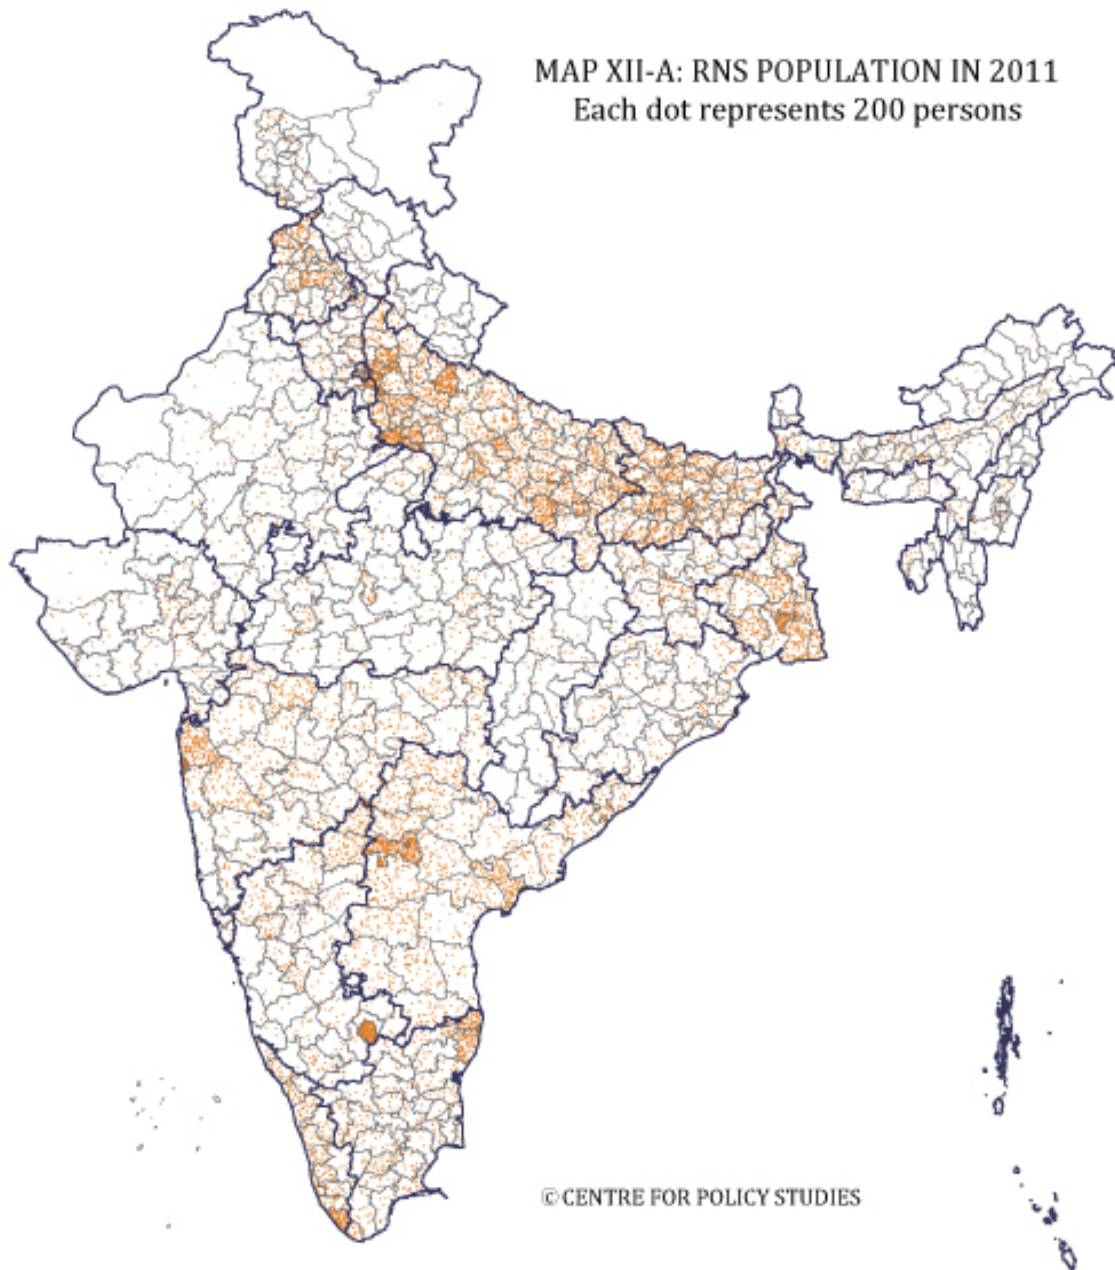 MAP XII-A: RNS POPULATION IN 2011
Each dot represents 200 persons
© CENTRE FOR POLICY STUDIES